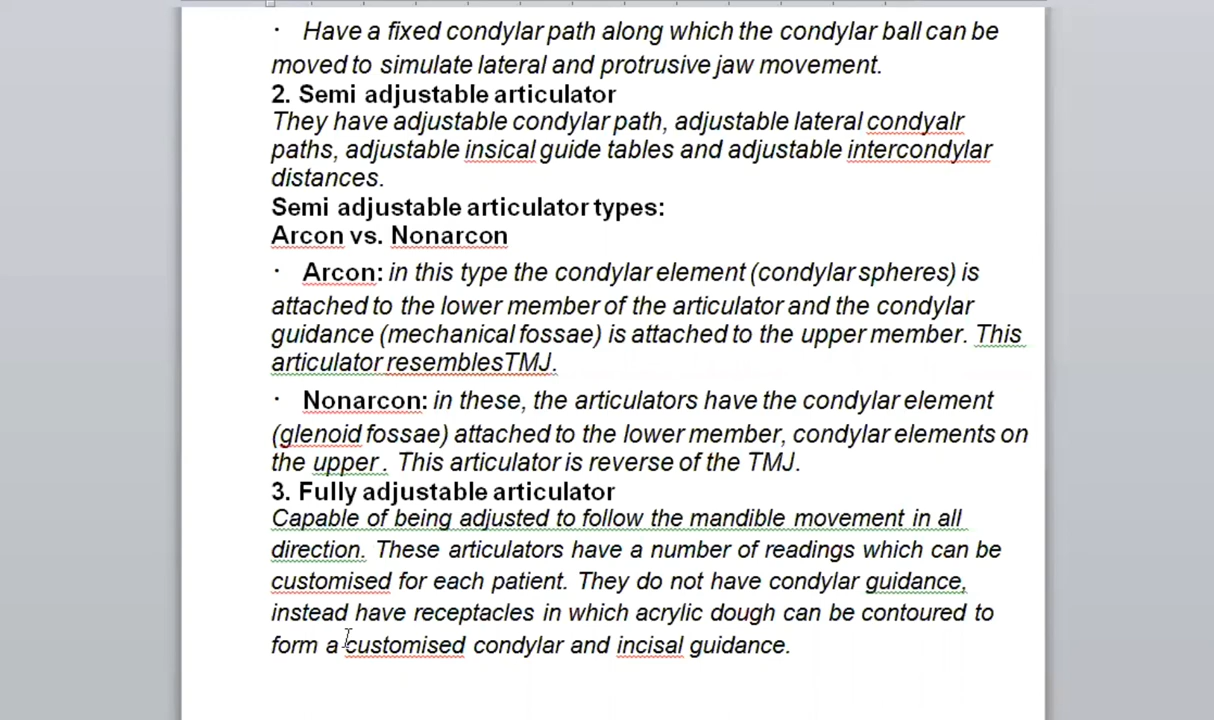 · Have a fixed condylar path along which the condylar ball can be
moved to simulate lateral and protrusive jaw movement.
2. Semi adjustable articulator
They have adjustable condylar path, adjustable lateral condyalr
paths, adjustable insical guide tables and adjustable intercondylar
distances.
Semi adjustable articulator types:
Arcon vs. Nonarcon
· Arcon: in this type the condylar element (condylar spheres) is
attached to the lower member of the articulator and the condylar
guidance (mechanical fossae) is attached to the upper member. This
articulator resemblesTMJ.
· Nonarcon: in these, the articulators have the condylar element
(glenoid fossae) attached to the lower member, condylar elements on
the upper . This articulator is reverse of the TMJ.
3. Fully adjustable articulator
Capable of being adjusted to follow the mandible movement in all
direction. These articulators have a number of readings which can be
customised for each patient. They do not have condylar guidance,
instead have receptacles in which acrylic dough can be contoured to
form a customised condylar and incisal guidance.